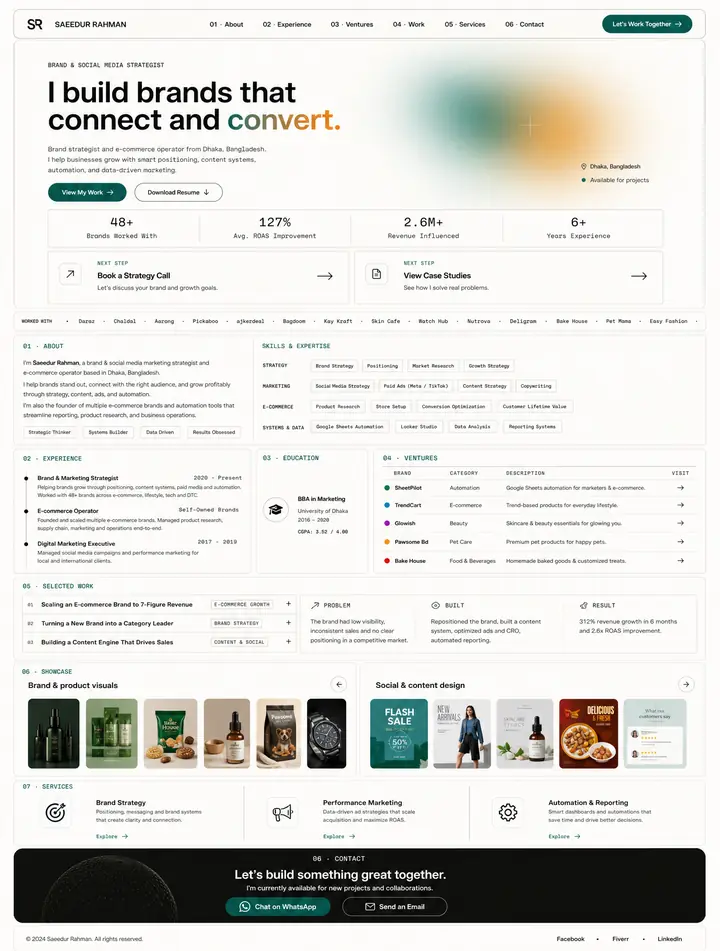 SR
SAEEDUR RAHMAN
01 · About
02 · Experience
03 · Ventures
04 · Work
05 · Services
06 · Contact
Let's Work Together →
BRAND & SOCIAL MEDIA STRATEGIST
I build brands that
connect and convert.
Brand strategist and e-commerce operator from Dhaka, Bangladesh.
I help businesses grow with smart positioning, content systems,
automation, and data-driven marketing.
View My Work →
Download Resume ↓
Dhaka, Bangladesh
Available for projects
48+
Brands Worked With
127%
Avg. ROAS Improvement
2.6M+
Revenue Influenced
6+
Years Experience
NEXT STEP
Book a Strategy Call
Let's discuss your brand and growth goals.
NEXT STEP
View Case Studies
See how I solve real problems.
WORKED WITH · Daraz · Chaldal · Aarong · Pickaboo · ajkerdeal · Bagdoom · Kay Kraft · Skin Cafe · Watch Hub · Nutrova · Deligram · Bake House · Pet Mama · Easy Fashion ·
01 · ABOUT
I'm Saeedur Rahman, a brand & social media marketing strategist and
e-commerce operator based in Dhaka, Bangladesh.
I help brands stand out, connect with the right audience, and grow profitably
through strategy, content, ads, and automation.
I'm also the founder of multiple e-commerce brands and automation tools that
streamline reporting, product research, and business operations.
Strategic Thinker
Systems Builder
Data Driven
Results Obsessed
SKILLS & EXPERTISE
STRATEGY
Brand Strategy
Positioning
Market Research
Growth Strategy
MARKETING
Social Media Strategy
Paid Ads (Meta / TikTok)
Content Strategy
Copywriting
E-COMMERCE
Product Research
Store Setup
Conversion Optimization
Customer Lifetime Value
SYSTEMS & DATA
Google Sheets Automation
Looker Studio
Data Analysis
Reporting Systems
02 · EXPERIENCE
Brand & Marketing Strategist
2020 - Present
Helping brands grow through positioning, content systems, paid media and automation.
Worked with 48+ brands across e-commerce, lifestyle, tech and DTC.
E-commerce Operator
Self-Owned Brands
Founded and scaled multiple e-commerce brands. Managed product research,
supply chain, marketing and operations end-to-end.
Digital Marketing Executive
2017 - 2019
Managed social media campaigns and performance marketing for
local and international clients.
03 · EDUCATION
BBA in Marketing
University of Dhaka
2016 – 2020
CGPA: 3.52 / 4.00
04 · VENTURES
BRAND CATEGORY DESCRIPTION VISIT
SheetPilot Automation Google Sheets automation for marketers & e-commerce. →
TrendCart E-commerce Trend-based products for everyday lifestyle. →
Glowish Beauty Skincare & beauty essentials for glowing you. →
Pawsome Bd Pet Care Premium pet products for happy pets. →
Bake House Food & Beverages Homemade baked goods & customized treats. →
05 · SELECTED WORK
01 Scaling an E-commerce Brand to 7-Figure Revenue E-COMMERCE GROWTH +
02 Turning a New Brand into a Category Leader BRAND STRATEGY +
03 Building a Content Engine That Drives Sales CONTENT & SOCIAL +
PROBLEM
The brand had low visibility,
inconsistent sales and no clear
positioning in a competitive market.
BUILT
Repositioned the brand, built a content
system, optimized ads and CRO,
automated reporting.
RESULT
312% revenue growth in 6 months
and 2.6x ROAS improvement.
06 · SHOWCASE
Brand & product visuals
Pawsome
Social & content design
FLASH
SALE
50%
NEW
ARRIVALS
DELICIOUS
& FRESH
What our
customers say
07 · SERVICES
Brand Strategy
Positioning, messaging and brand systems
that create clarity and connection.
Explore →
Performance Marketing
Data-driven ad strategies that scale
acquisition and maximize ROAS.
Explore →
Automation & Reporting
Smart dashboards and automations that
save time and drive better decisions.
Explore →
06 · CONTACT
Let's build something great together.
I'm currently available for new projects and collaborations.
Chat on WhatsApp
Send an Email
© 2024 Saeedur Rahman. All rights reserved.
Facebook • Fiverr • LinkedIn